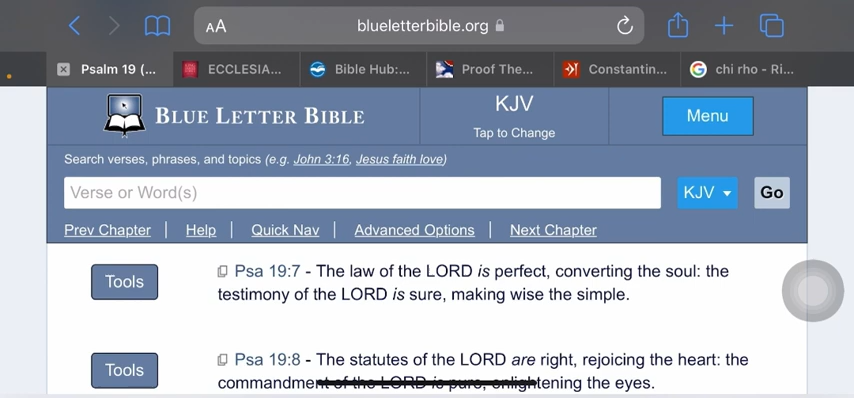 AA blueletterbible.org
Psalm 19 (... ECCLESIA... Bible Hub:... Proof The... Constantin... chi rho - Ri...
BLUE LETTER BIBLE KJV Menu
Tap to Change
Search verses, phrases, and topics (e.g. John 3:16, Jesus faith love)
Verse or Word(s) KJV Go
Prev Chapter | Help | Quick Nav | Advanced Options | Next Chapter
Tools Psa 19:7 - The law of the LORD is perfect, converting the soul: the
testimony of the LORD is sure, making wise the simple.
Tools Psa 19:8 - The statutes of the LORD are right, rejoicing the heart: the
commandment of the LORD is pure, enlightening the eyes.